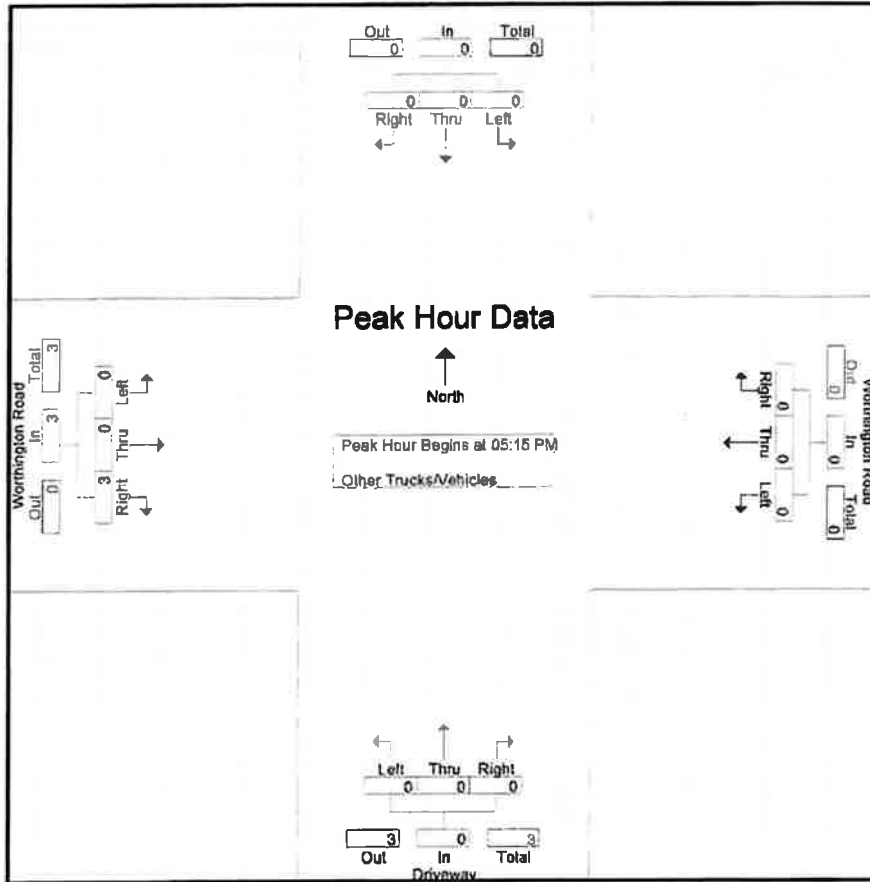 Out In Total
0 0 0
0 0 0
Right Thru Left
Peak Hour Data
North
Peak Hour Begins at 05:15 PM
Other Trucks/Vehicles
Worthington Road
Out In Total
0 3 3
3 0 0
Right Thru Left
Right Thru Left
0 0 0
Out In Total
0 0 0
Worthington Road
Left Thru Right
0 0 0
3 0 3
Out In Total
Driveway